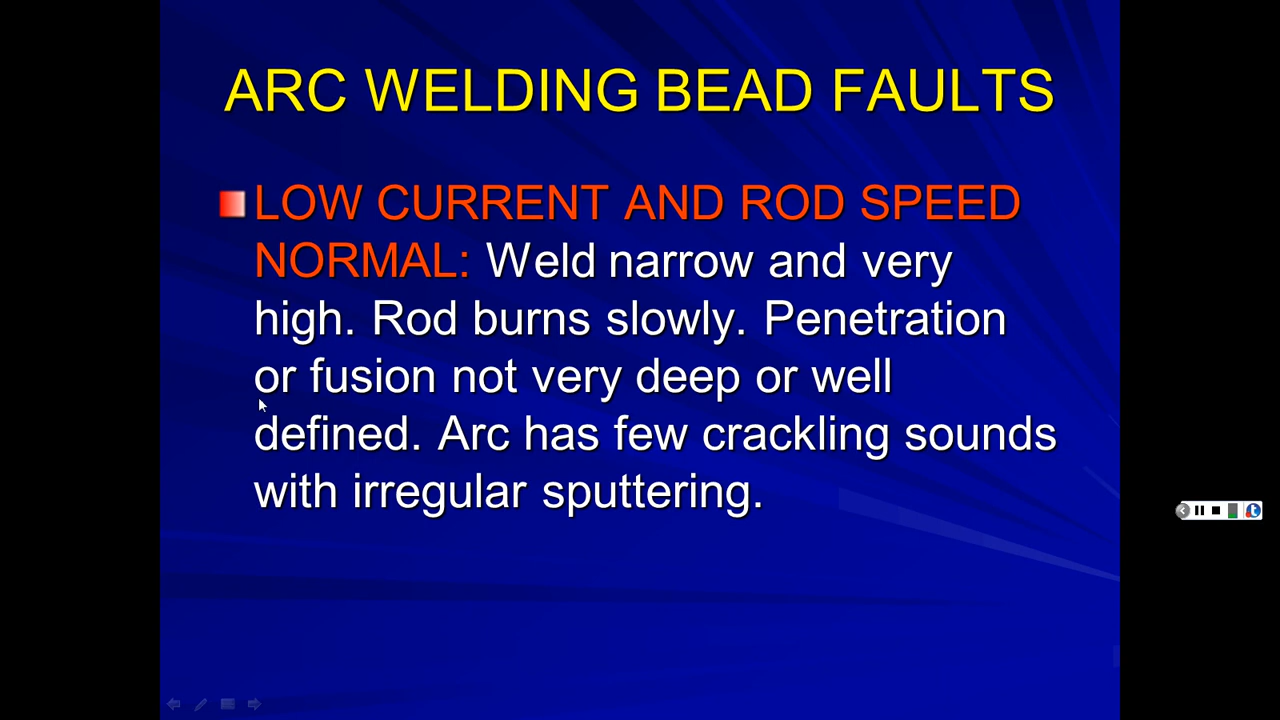 ARC WELDING BEAD FAULTS
LOW CURRENT AND ROD SPEED
NORMAL: Weld narrow and very
high. Rod burns slowly. Penetration
or fusion not very deep or well
defined. Arc has few crackling sounds
with irregular sputtering.